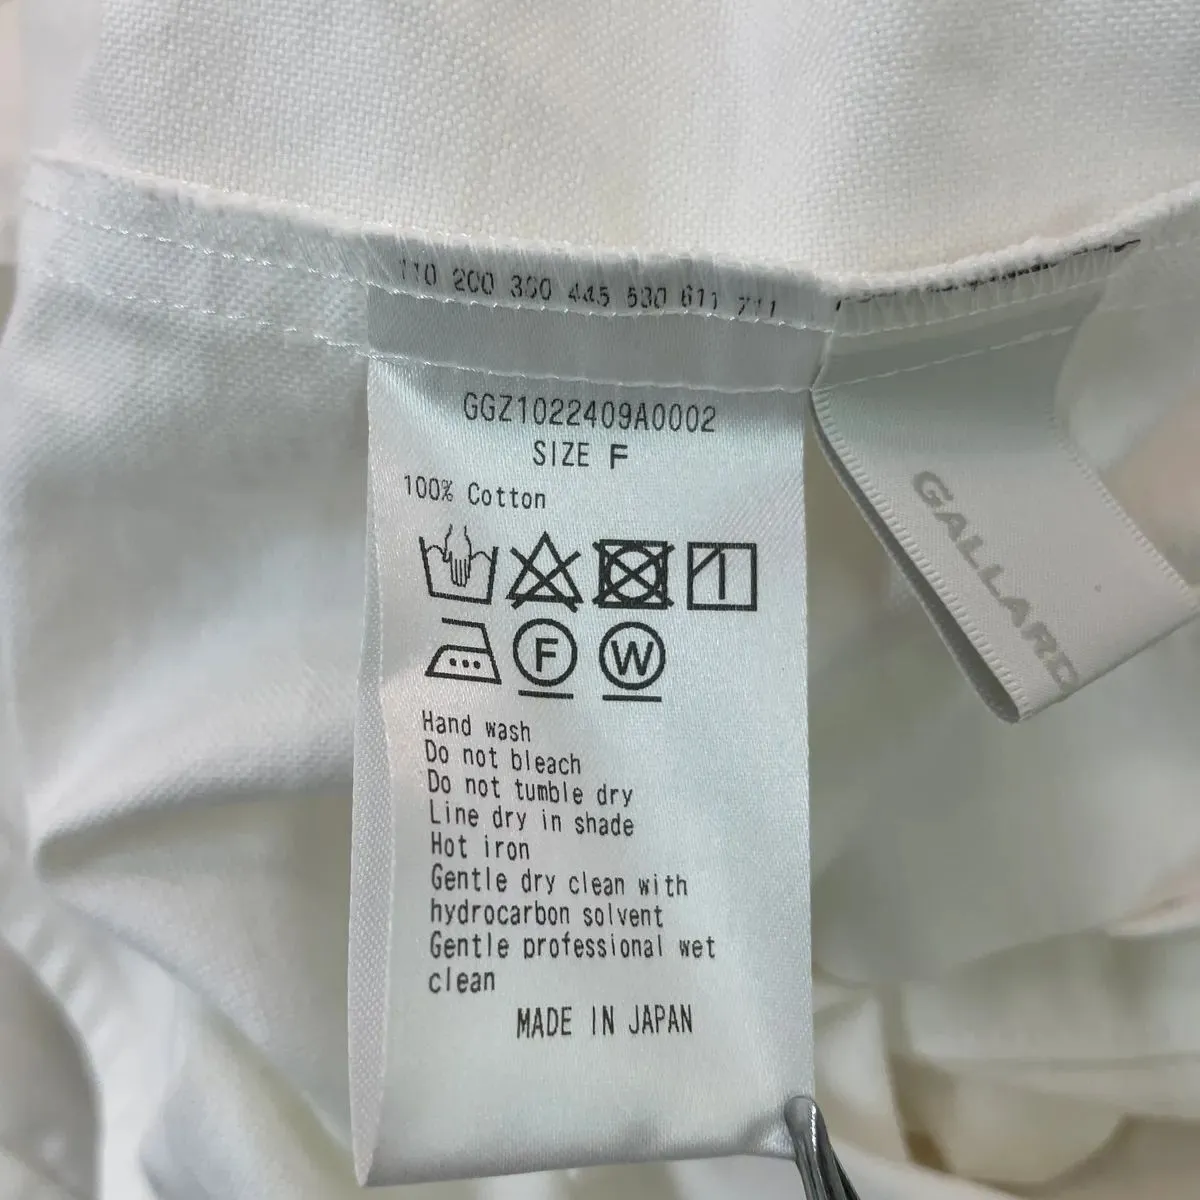 110 200 300 445 530 611 711
GGZ1022409A0002
SIZE F
100% Cotton
F W
Hand wash
Do not bleach
Do not tumble dry
Line dry in shade
Hot iron
Gentle dry clean with
hydrocarbon solvent
Gentle professional wet
clean
MADE IN JAPAN
GALLARD